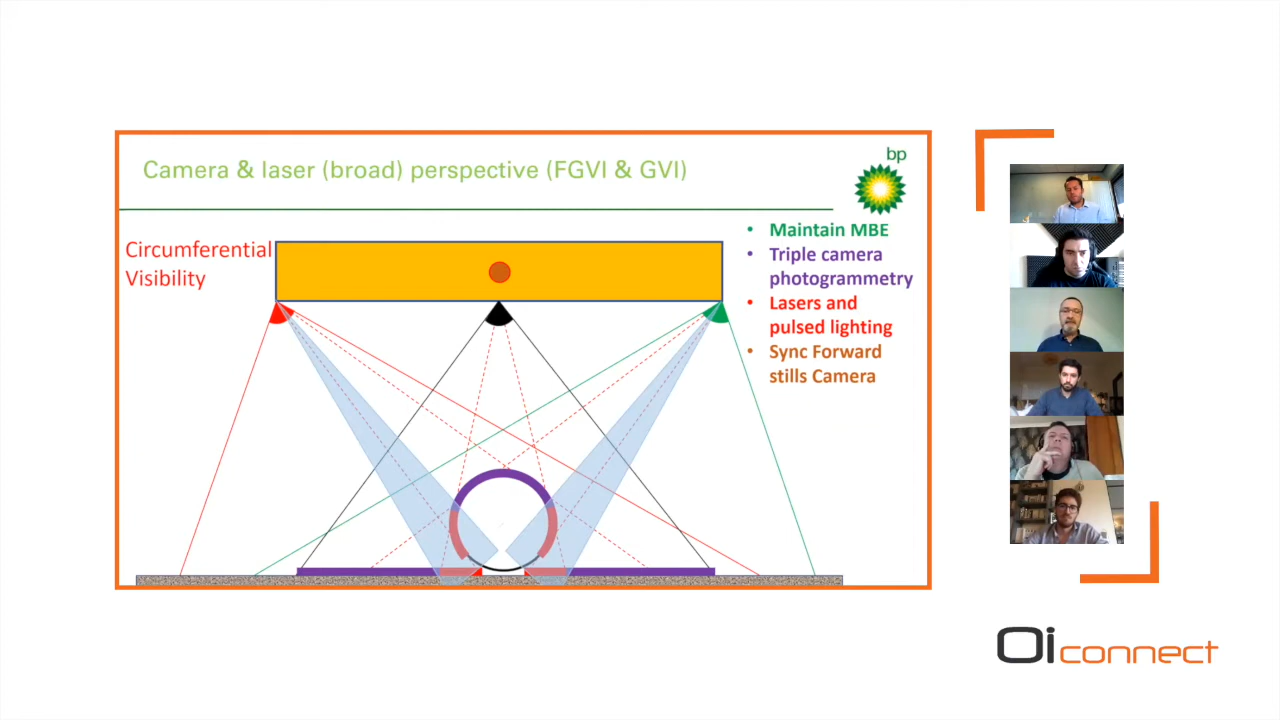 bp
Camera & laser (broad) perspective (FGVI & GVI)
Circumferential
Visibility
• Maintain MBE
• Triple camera
photogrammetry
• Lasers and
pulsed lighting
• Sync Forward
stills Camera
Oi connect